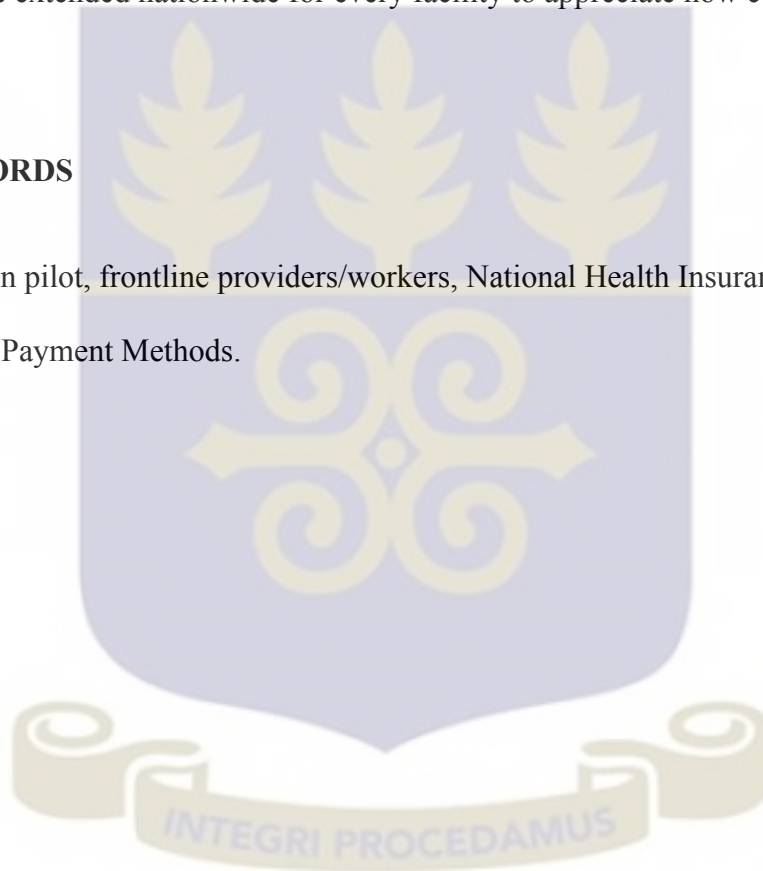 extended nationwide for every facility to appreciate how
ORDS
n pilot, frontline providers/workers, National Health Insuran
Payment Methods.
INTEGRI PROCEDAMUS